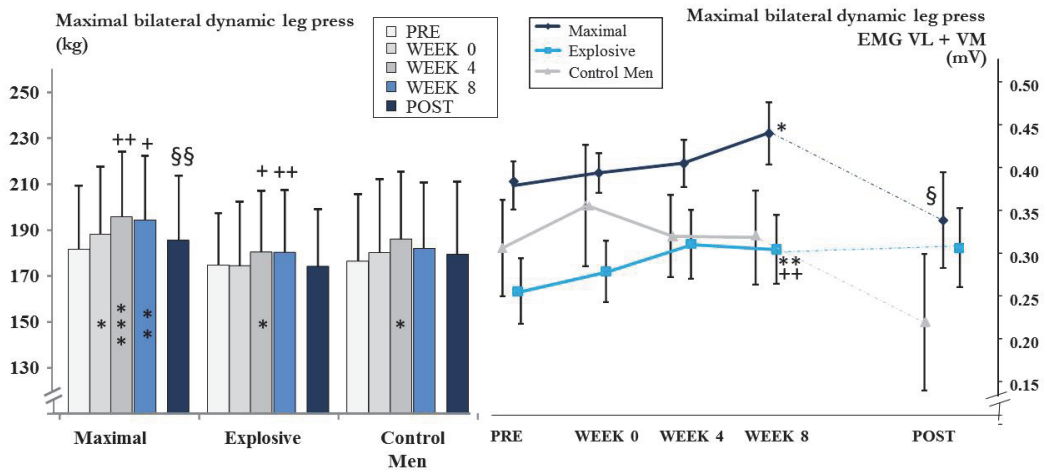 Maximal bilateral dynamic leg press
(kg)
PRE
WEEK 0
WEEK 4
WEEK 8
POST
250
230
210
190
170
150
130
++
+
§§
+
++
*
***
**
*
*
Maximal
Explosive
Control
Men
Maximal bilateral dynamic leg press
EMG VL + VM
(mV)
Maximal
Explosive
Control Men
0.50
0.45
0.40
0.35
0.30
0.25
0.20
0.15
*
§
**
++
PRE
WEEK 0
WEEK 4
WEEK 8
POST